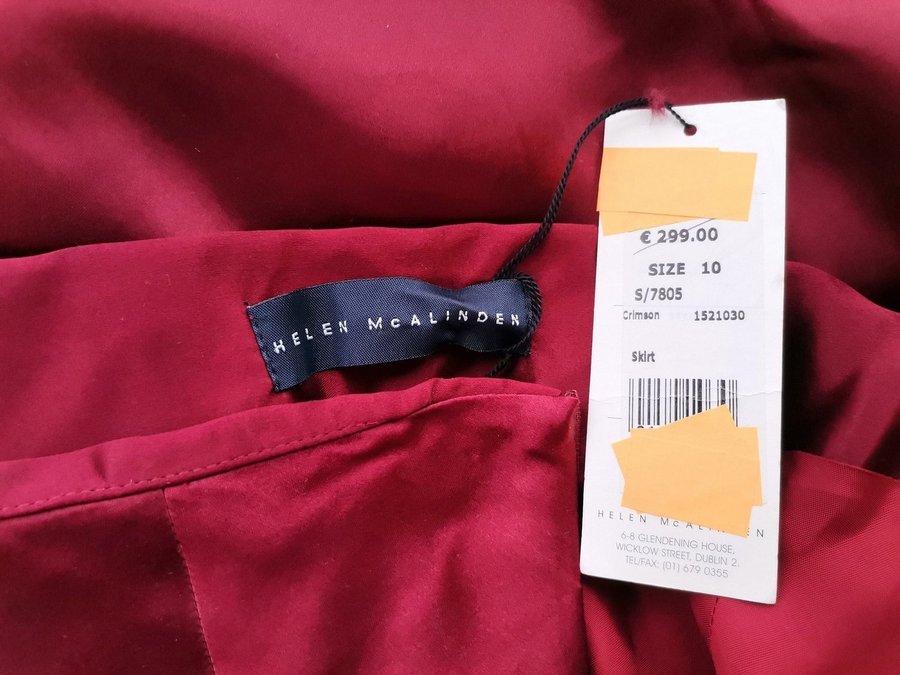 HELEN McALINDEN
€ 299.00
SIZE 10
S/7805
Crimson 1521030
Skirt
HELEN McALINDEN
6-8 GLENDENING HOUSE,
WICKLOW STREET, DUBLIN 2.
TEL/FAX: (01) 679 0355